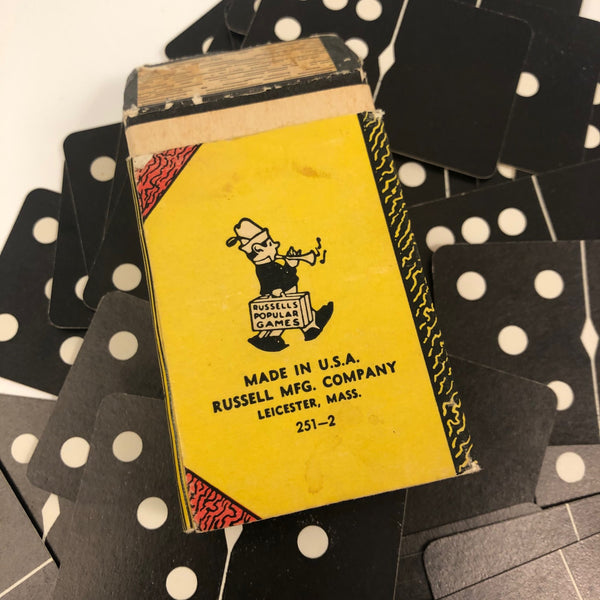 RUSSELL'S
POPULAR
GAMES
MADE IN U.S.A.
RUSSELL MFG. COMPANY
LEICESTER, MASS.
251-2